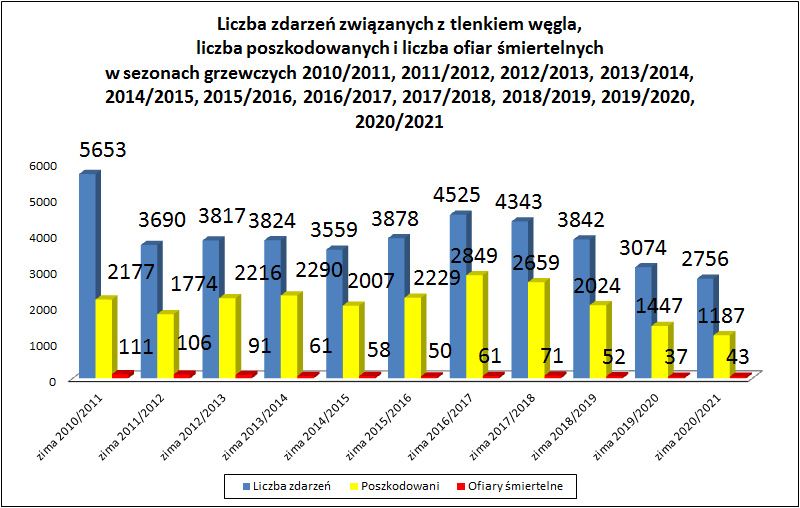 Liczba zdarzeń związanych z tlenkiem węgla,
liczba poszkodowanych i liczba ofiar śmiertelnych
w sezonach grzewczych 2010/2011, 2011/2012, 2012/2013, 2013/2014,
2014/2015, 2015/2016, 2016/2017, 2017/2018, 2018/2019, 2019/2020,
2020/2021
6000
5000
4000
3000
2000
1000
0
5653 3690 3817 3824 3559 3878 4525 4343 3842 3074 2756
2177 1774 2216 2290 2007 2229 2849 2659 2024 1447 1187
111 106 91 61 58 50 61 71 52 37 43
zima 2010/2011
zima 2011/2012
zima 2012/2013
zima 2013/2014
zima 2014/2015
zima 2015/2016
zima 2016/2017
zima 2017/2018
zima 2018/2019
zima 2019/2020
zima 2020/2021
Liczba zdarzeń Poszkodowani Ofiary śmiertelne